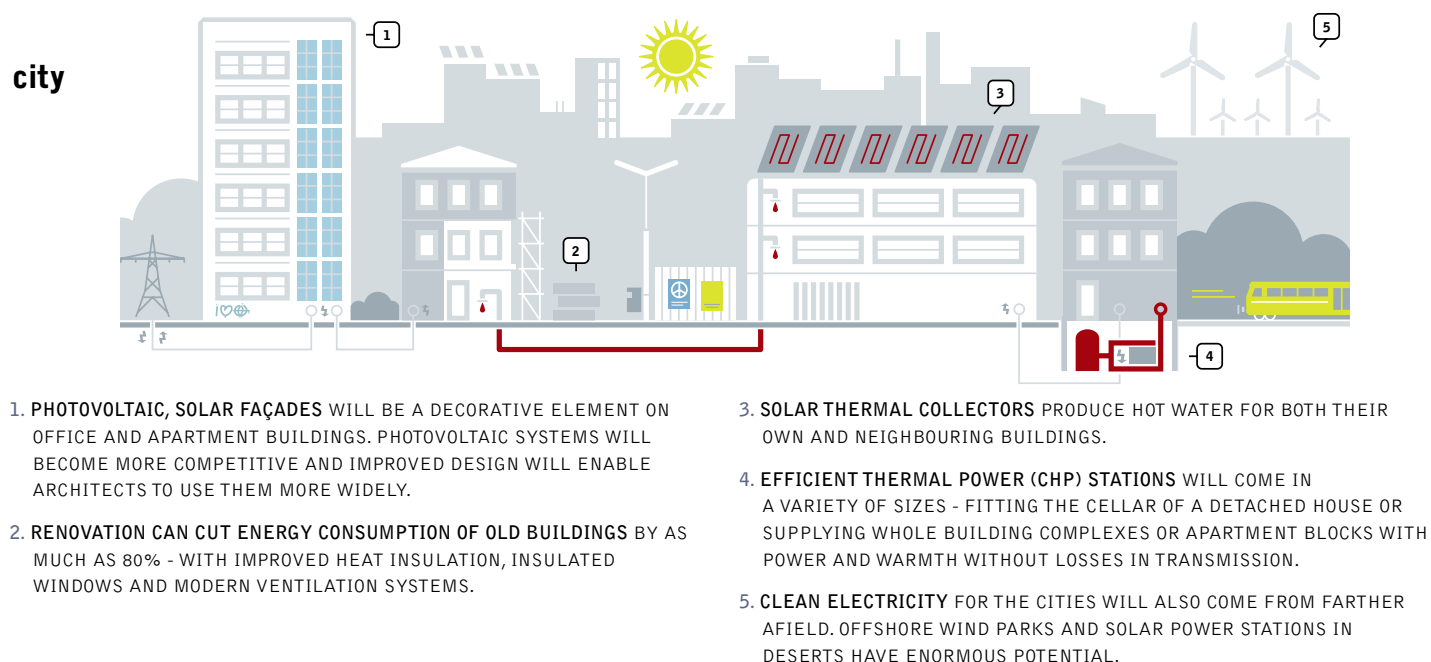 city
1
5
3
2
4
1. PHOTOVOLTAIC, SOLAR FAÇADES WILL BE A DECORATIVE ELEMENT ON
OFFICE AND APARTMENT BUILDINGS. PHOTOVOLTAIC SYSTEMS WILL
BECOME MORE COMPETITIVE AND IMPROVED DESIGN WILL ENABLE
ARCHITECTS TO USE THEM MORE WIDELY.
2. RENOVATION CAN CUT ENERGY CONSUMPTION OF OLD BUILDINGS BY AS
MUCH AS 80% - WITH IMPROVED HEAT INSULATION, INSULATED
WINDOWS AND MODERN VENTILATION SYSTEMS.
3. SOLAR THERMAL COLLECTORS PRODUCE HOT WATER FOR BOTH THEIR
OWN AND NEIGHBOURING BUILDINGS.
4. EFFICIENT THERMAL POWER (CHP) STATIONS WILL COME IN
A VARIETY OF SIZES - FITTING THE CELLAR OF A DETACHED HOUSE OR
SUPPLYING WHOLE BUILDING COMPLEXES OR APARTMENT BLOCKS WITH
POWER AND WARMTH WITHOUT LOSSES IN TRANSMISSION.
5. CLEAN ELECTRICITY FOR THE CITIES WILL ALSO COME FROM FARTHER
AFIELD. OFFSHORE WIND PARKS AND SOLAR POWER STATIONS IN
DESERTS HAVE ENORMOUS POTENTIAL.